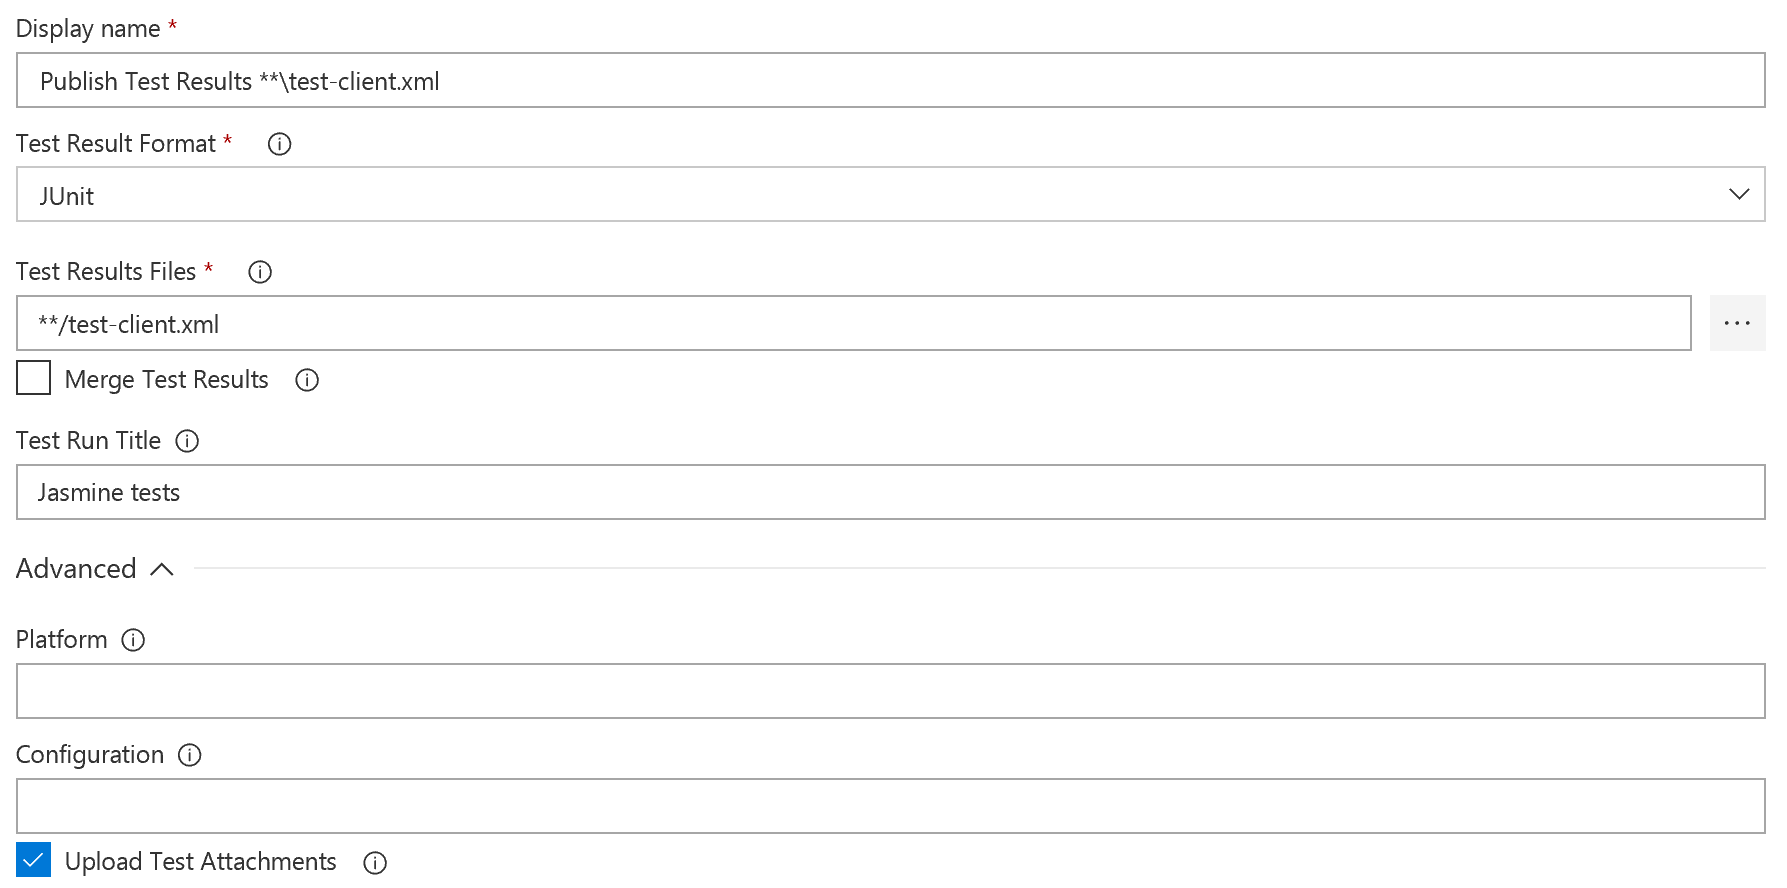 Display name *
Publish Test Results **\test-client.xml
Test Result Format *
JUnit
Test Results Files *
**/test-client.xml
...
Merge Test Results
Test Run Title
Jasmine tests
Advanced
Platform
Configuration
Upload Test Attachments